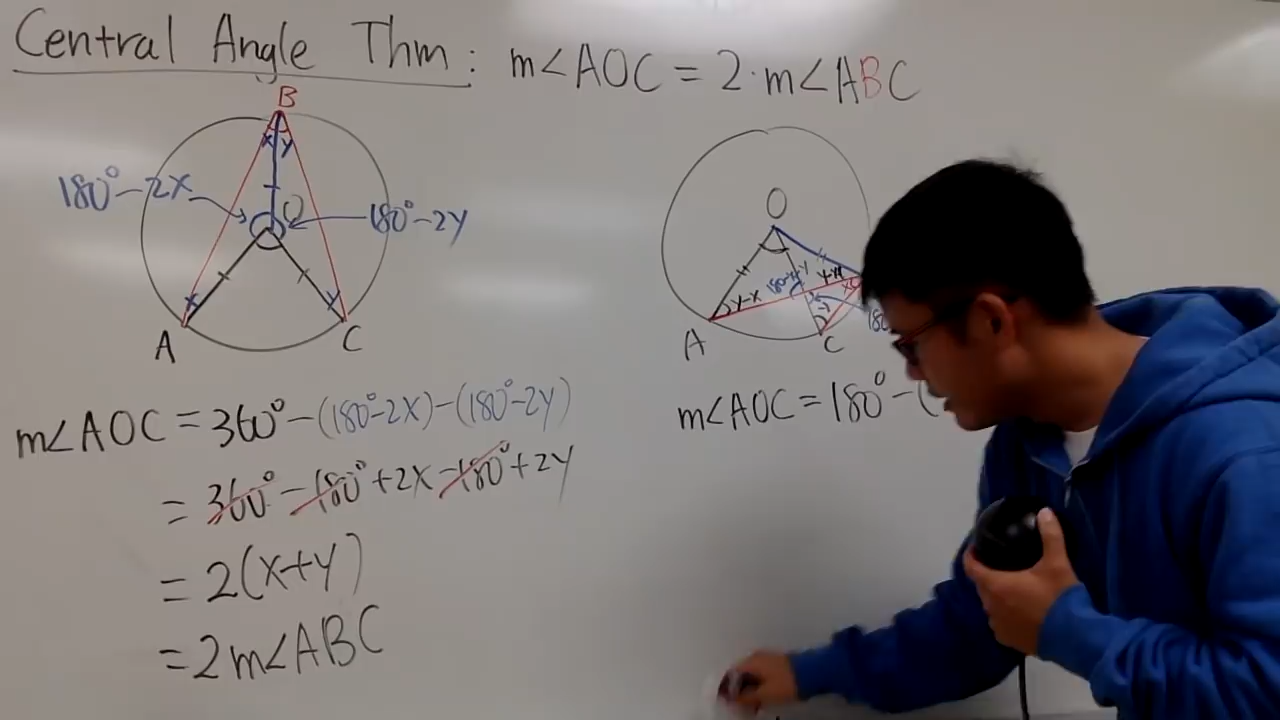 Central Angle Thm: m∠AOC = 2·m∠ABC
B
x y
180°-2x
O
180°-2y
x
y
A
C
O
y-x
A
C
180
m∠AOC = 360° -(180°-2x)-(180°-2y)
= 360° -180° +2x -180° +2y
= 2(x+y)
= 2m∠ABC
m∠AOC = 180° -(